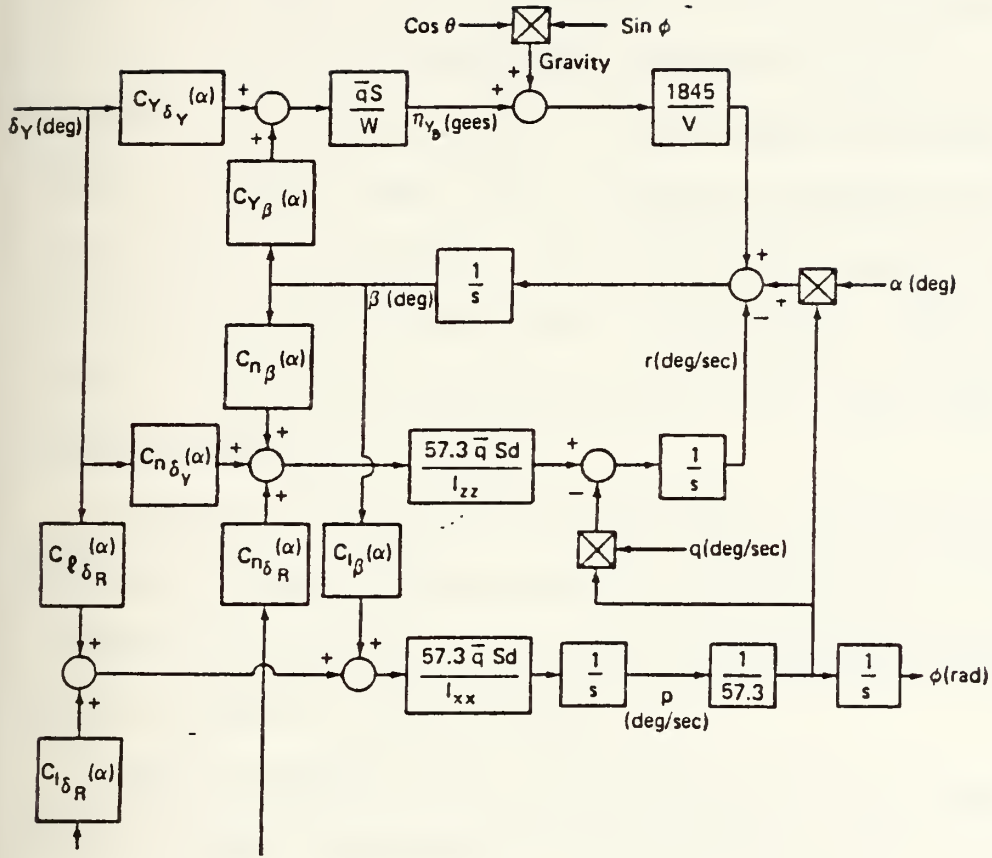 Cos θ
Sin ϕ
+
Gravity
δY (deg)
CYδY(α)
+
+
q̄S
W
ηYB (gees)
+
1845
V
CYβ(α)
β (deg)
1
s
+
+
−
α (deg)
r(deg/sec)
Cnβ(α)
CnδY(α)
+
+
+
57.3 q̄ Sd
Izz
+
−
1
s
q(deg/sec)
CℓδR(α)
CnδR(α)
Clβ(α)
+
+
+
+
57.3 q̄ Sd
Ixx
1
s
p
(deg/sec)
1
57.3
1
s
ϕ(rad)
ClδR(α)